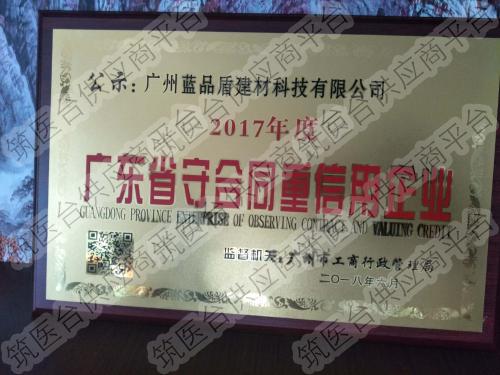 公示：广州蓝品盾建材科技有限公司
2017年度
广东省守合同重信用企业
GUANGDONG PROVINCE ENTERPRISE OF OBSERVING CONTRACT AND VALUING CREDIT
监督机关：广州市工商行政管理局
二〇一八年六月
筑医台供应商平台